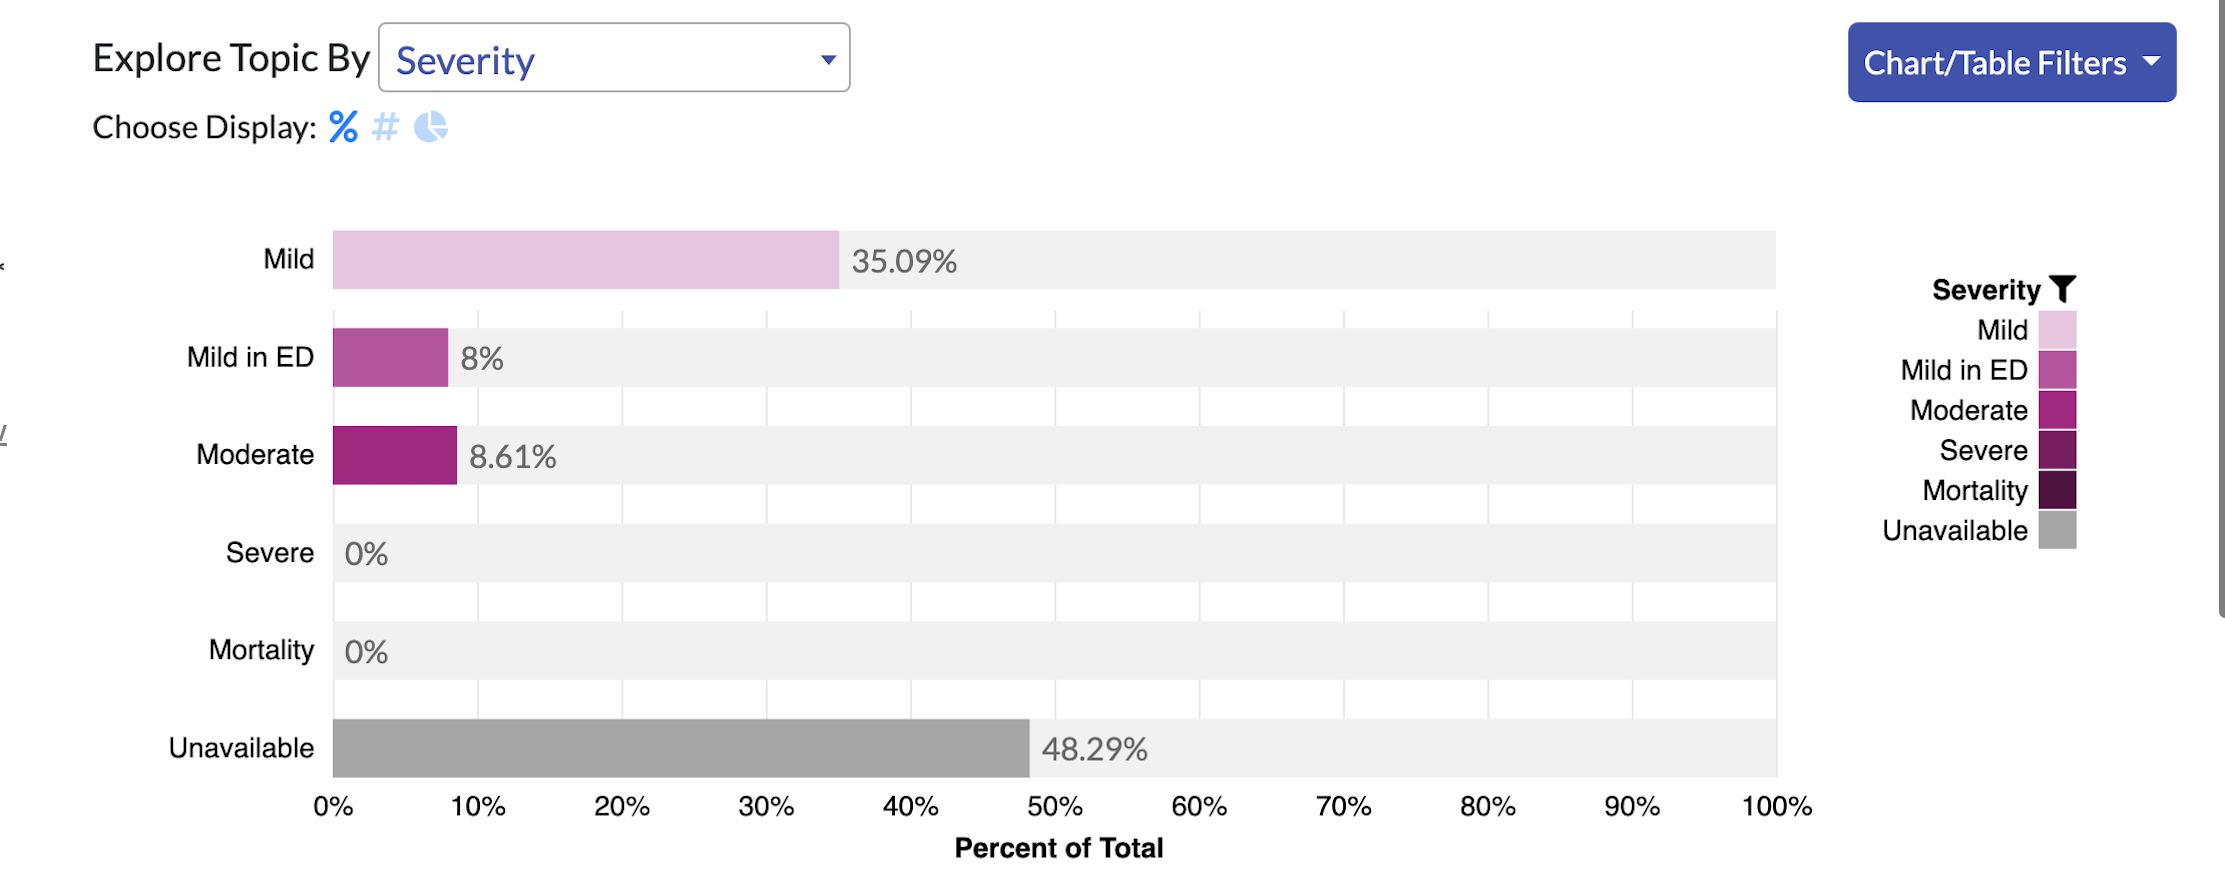 Explore Topic By Severity
Chart/Table Filters
Choose Display: % #
Mild 35.09%
Mild in ED 8%
Moderate 8.61%
Severe 0%
Mortality 0%
Unavailable 48.29%
0% 10% 20% 30% 40% 50% 60% 70% 80% 90% 100%
Percent of Total
Severity
Mild
Mild in ED
Moderate
Severe
Mortality
Unavailable